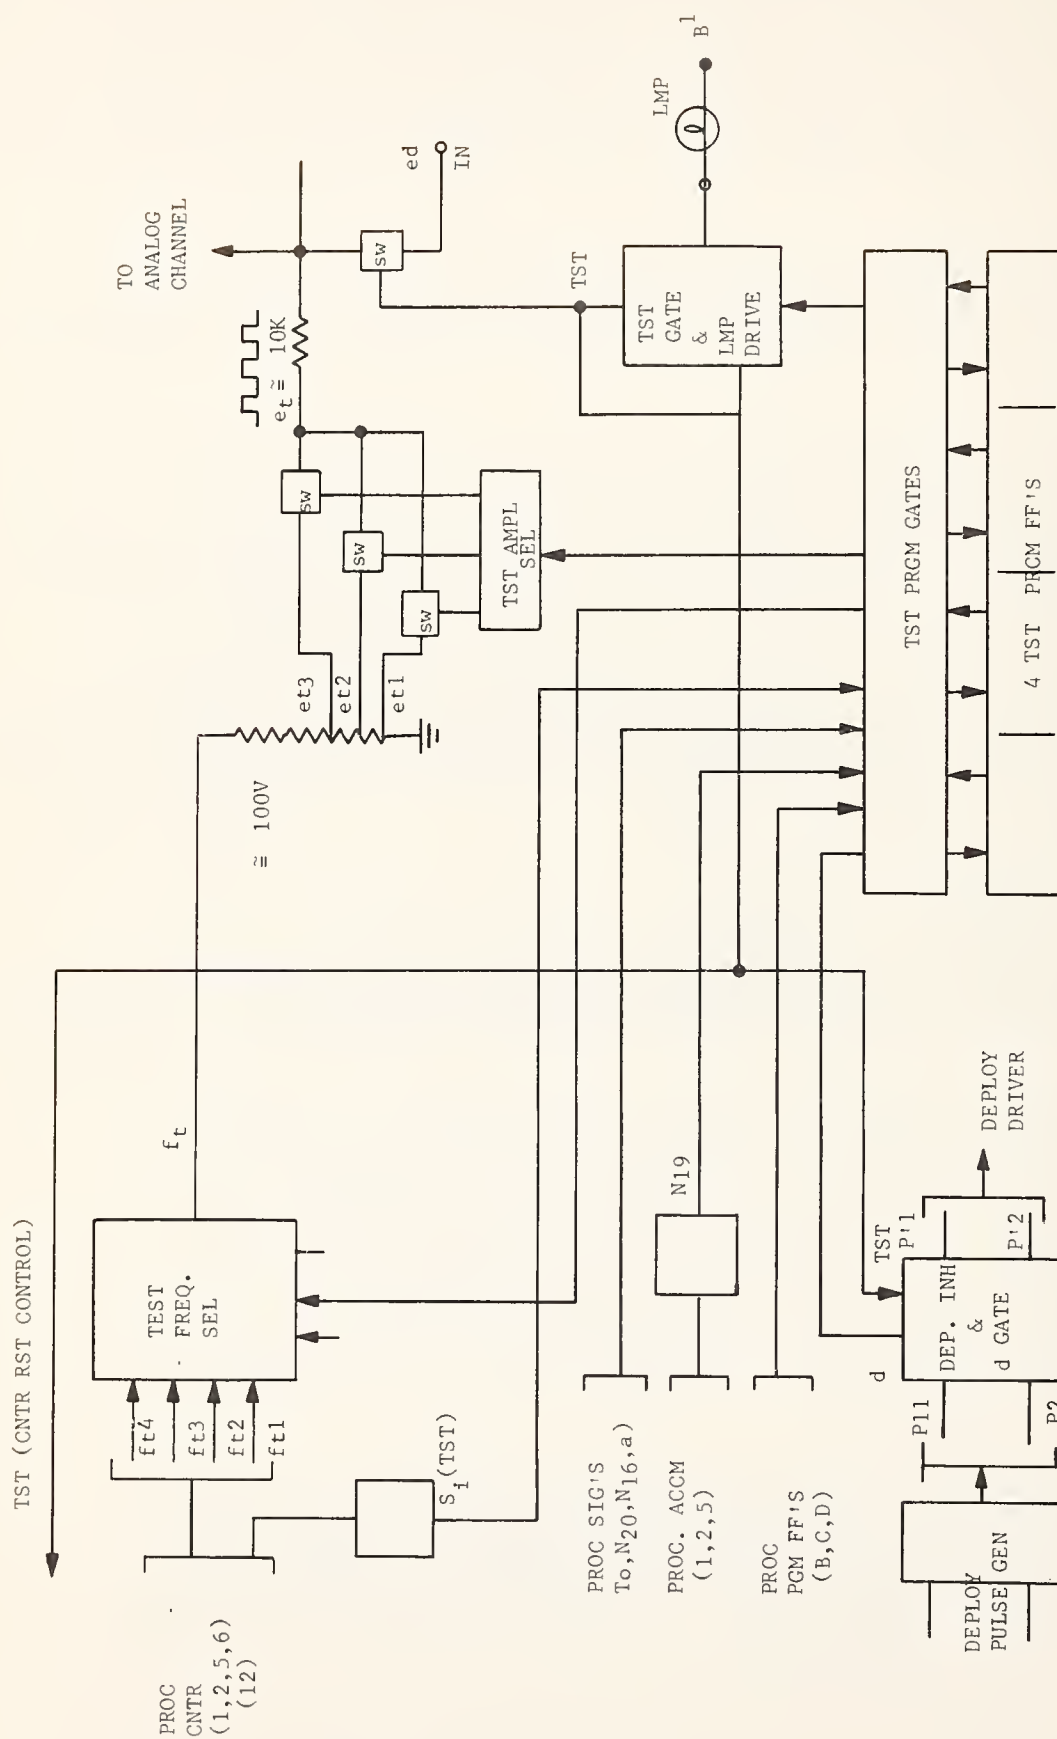 TST (CNTR RST CONTROL)
PROC
CNTR
(1,2,5,6)
(12)
ft4
ft3
ft2
ft1
TEST
FREQ.
SEL
ft
Si(TST)
≅ 100V
et3
et2
et1
SW
SW
SW
TST AMPL
SEL
et ≅
10K
TO
ANALOG
CHANNEL
SW
ed
IN
TST
TST
GATE
&
LMP
DRIVE
LMP
B1
PROC SIG'S
To,N20,N16,a)
PROC. ACCM
(1,2,5)
N19
PROC
PGM FF'S
(B,C,D)
TST PRGM GATES
4 TST PRGM FF'S
DEPLOY
PULSE GEN
P11
P2
d
DEP. INH
&
d GATE
TST
P'1
P'2
DEPLOY
DRIVER